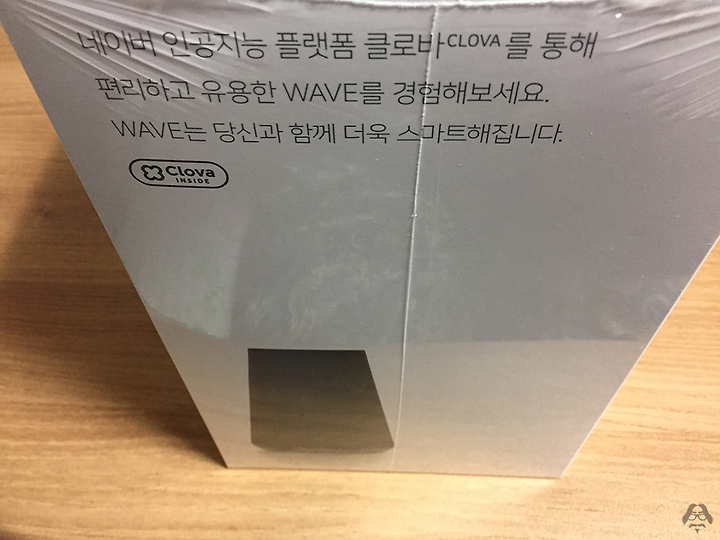 네이버 인공지능 플랫폼 클로바CLOVA 를 통해
편리하고 유용한 WAVE를 경험해보세요.
WAVE는 당신과 함께 더욱 스마트해집니다.
Clova
INSIDE